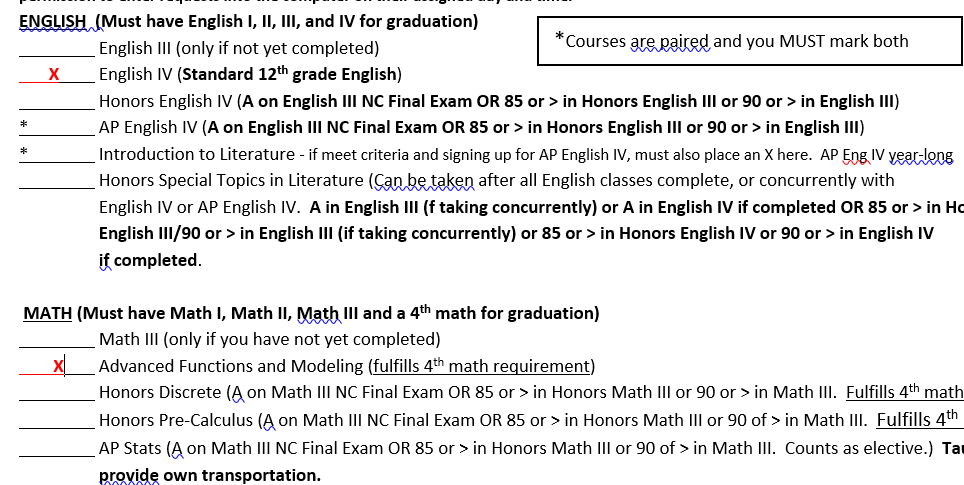 permission to enter requests into the computer on their assigned day and time.
ENGLISH (Must have English I, II, III, and IV for graduation)
*Courses are paired and you MUST mark both
________ English III (only if not yet completed)
X English IV (Standard 12th grade English)
________ Honors English IV (A on English III NC Final Exam OR 85 or > in Honors English III or 90 or > in English III)
*________ AP English IV (A on English III NC Final Exam OR 85 or > in Honors English III or 90 or > in English III)
*________ Introduction to Literature - if meet criteria and signing up for AP English IV, must also place an X here.  AP Eng IV year-long
________ Honors Special Topics in Literature (Can be taken after all English classes complete, or concurrently with
English IV or AP English IV.  A in English III (f taking concurrently) or A in English IV if completed OR 85 or > in Ho
English III/90 or > in English III (if taking concurrently) or 85 or > in Honors English IV or 90 or > in English IV
if completed.
MATH (Must have Math I, Math II, Math III and a 4th math for graduation)
________ Math III (only if you have not yet completed)
X Advanced Functions and Modeling (fulfills 4th math requirement)
________ Honors Discrete (A on Math III NC Final Exam OR 85 or > in Honors Math III or 90 or > in Math III.  Fulfills 4th math
________ Honors Pre-Calculus (A on Math III NC Final Exam OR 85 or > in Honors Math III or 90 of > in Math III.  Fulfills 4th
________ AP Stats (A on Math III NC Final Exam OR 85 or > in Honors Math III or 90 of > in Math III.  Counts as elective.)  Tau
provide own transportation.